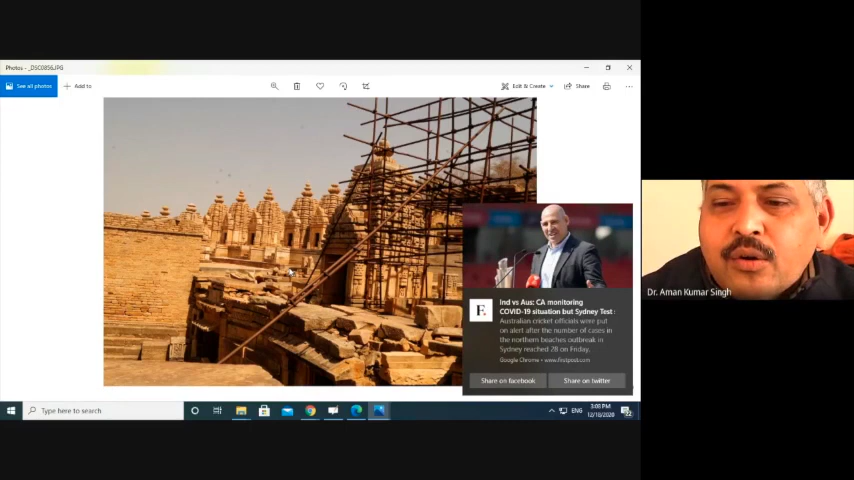 Photos - _DSC0856.JPG
See all photos
Add to
Edit & Create
Share
F.
Ind vs Aus: CA monitoring
COVID-19 situation but Sydney Test
Australian cricket officials were put
on alert after the number of cases in
the northern beaches outbreak in
Sydney reached 28 on Friday.
Google Chrome • www.firstpost.com
Share on facebook
Share on twitter
Dr. Aman Kumar Singh
Type here to search
ENG
3:08 PM
12/18/2020
22